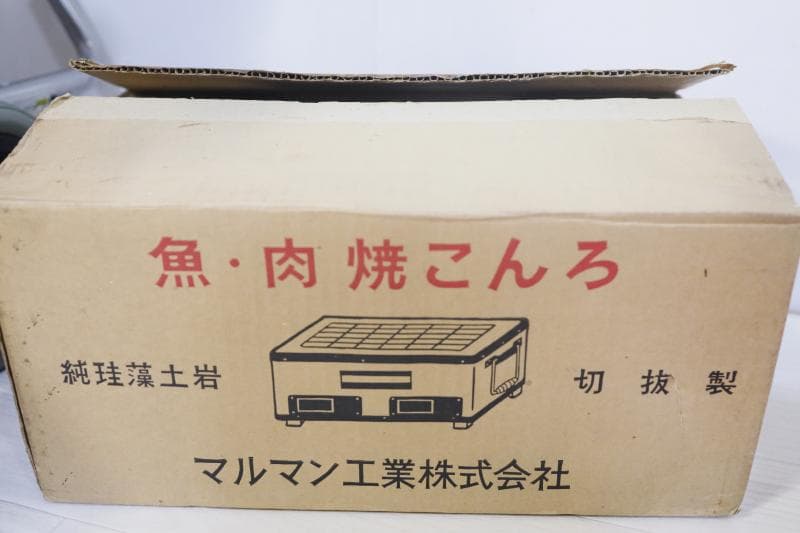 魚・肉 焼こんろ
純珪藻土岩
切抜製
マルマン工業株式会社